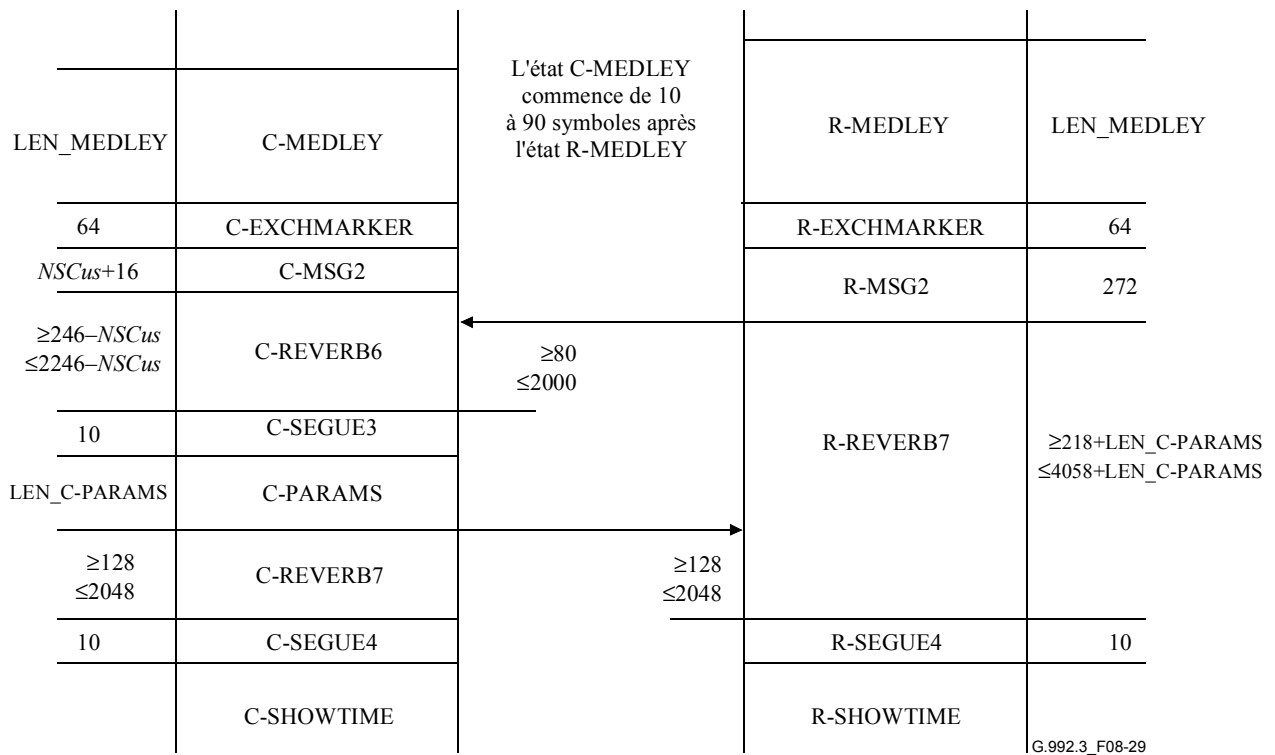 L'état C-MEDLEY
commence de 10
à 90 symboles après
l'état R-MEDLEY
LEN_MEDLEY
C-MEDLEY
R-MEDLEY
LEN_MEDLEY
64
C-EXCHMARKER
R-EXCHMARKER
64
NSCus+16
C-MSG2
R-MSG2
272
≥246–NSCus
≤2246–NSCus
C-REVERB6
≥80
≤2000
10
C-SEGUE3
R-REVERB7
≥218+LEN_C-PARAMS
≤4058+LEN_C-PARAMS
LEN_C-PARAMS
C-PARAMS
≥128
≤2048
C-REVERB7
≥128
≤2048
10
C-SEGUE4
R-SEGUE4
10
C-SHOWTIME
R-SHOWTIME
G.992.3_F08-29